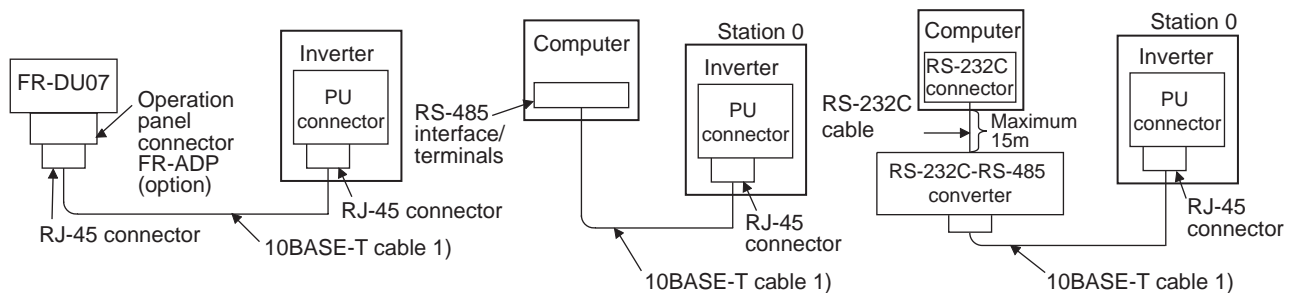 FR-DU07
Operation
panel
connector
FR-ADP
(option)
RJ-45 connector
Inverter
PU
connector
RJ-45 connector
10BASE-T cable 1)
Computer
RS-485
interface/
terminals
Station 0
Inverter
PU
connector
RJ-45
connector
10BASE-T cable 1)
Computer
RS-232C
connector
RS-232C
cable
Maximum
15m
RS-232C-RS-485
converter
Station 0
Inverter
PU
connector
RJ-45
connector
10BASE-T cable 1)